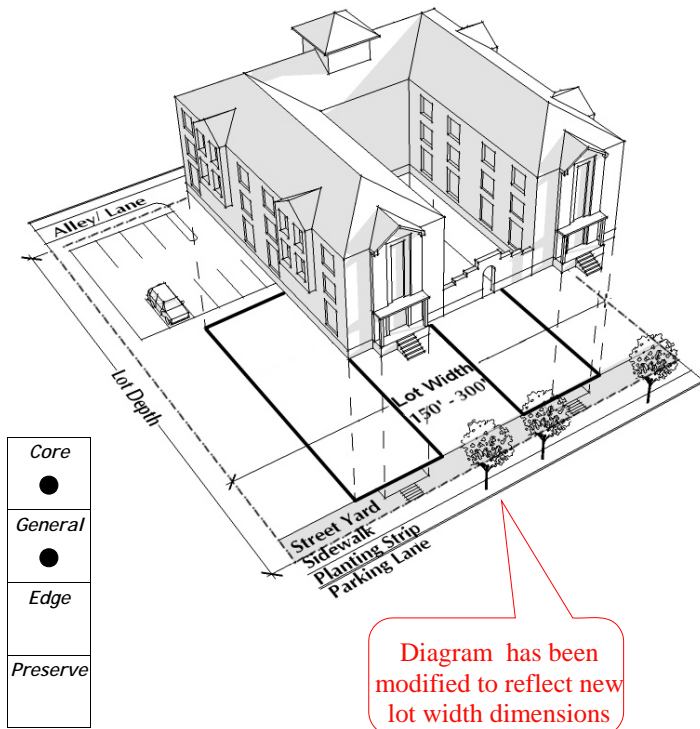 Alley/ Lane
Lot Depth
Lot Width
150' - 300'
Street Yard
Sidewalk
Planting Strip
Parking Lane
Core
General
Edge
Preserve
Diagram has been
modified to reflect new
lot width dimensions